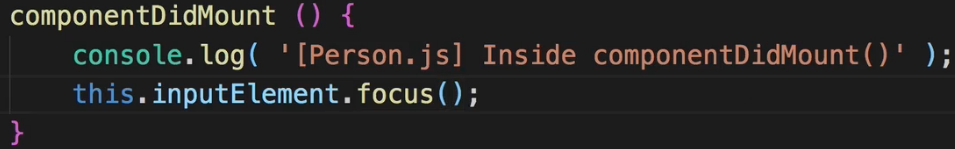 componentDidMount () {
    console.log( '[Person.js] Inside componentDidMount()' );
    this.inputElement.focus();
}